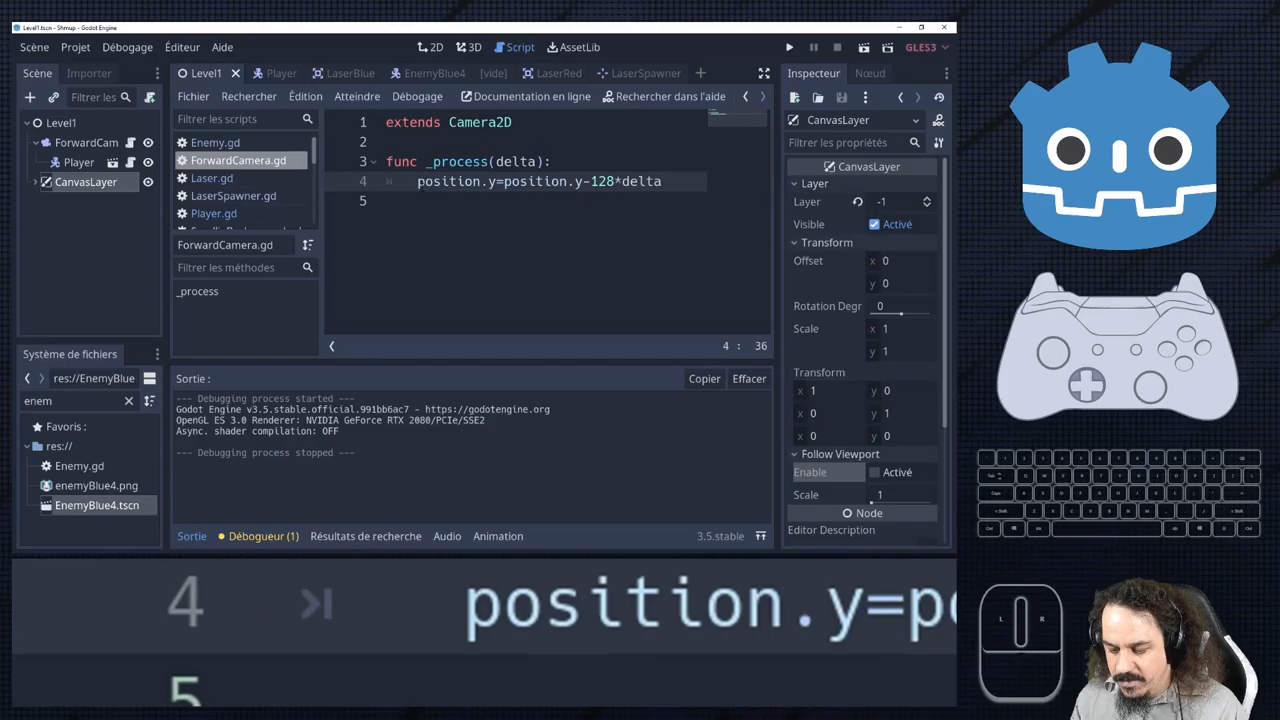 Level1.tscn - Shmup - Godot Engine
Scène Projet Débogage Éditeur Aide
2D 3D Script AssetLib
GLES3
Scène Importer
Filtrer les
Level1
ForwardCam
Player
CanvasLayer
Level1 Player LaserBlue EnemyBlue4 [vide] LaserRed LaserSpawner
Fichier Rechercher Édition Atteindre Débogage Documentation en ligne Rechercher dans l'aide
Filtrer les scripts
Enemy.gd
ForwardCamera.gd
Laser.gd
LaserSpawner.gd
Player.gd
ForwardCamera.gd
Filtrer les méthodes
_process
1 extends Camera2D
2
3 func _process(delta):
4 position.y=position.y-128*delta
5
4 : 36
Système de fichiers
res://EnemyBlue
enem
Favoris :
res://
Enemy.gd
enemyBlue4.png
EnemyBlue4.tscn
Sortie :
Copier Effacer
--- Debugging process started ---
Godot Engine v3.5.stable.official.991bb6ac7 - https://godotengine.org
OpenGL ES 3.0 Renderer: NVIDIA GeForce RTX 2080/PCIe/SSE2
Async. shader compilation: OFF
--- Debugging process stopped ---
Sortie Débogueur (1) Résultats de recherche Audio Animation 3.5.stable
Inspecteur Nœud
CanvasLayer
Filtrer les propriétés
CanvasLayer
Layer
Layer -1
Visible Activé
Transform
Offset x 0
y 0
Rotation Degr 0
Scale x 1
y 1
Transform
x 1 y 0
x 0 y 1
x 0 y 0
Follow Viewport
Enable Activé
Scale 1
Node
Editor Description
4 position.y=p
5
L R